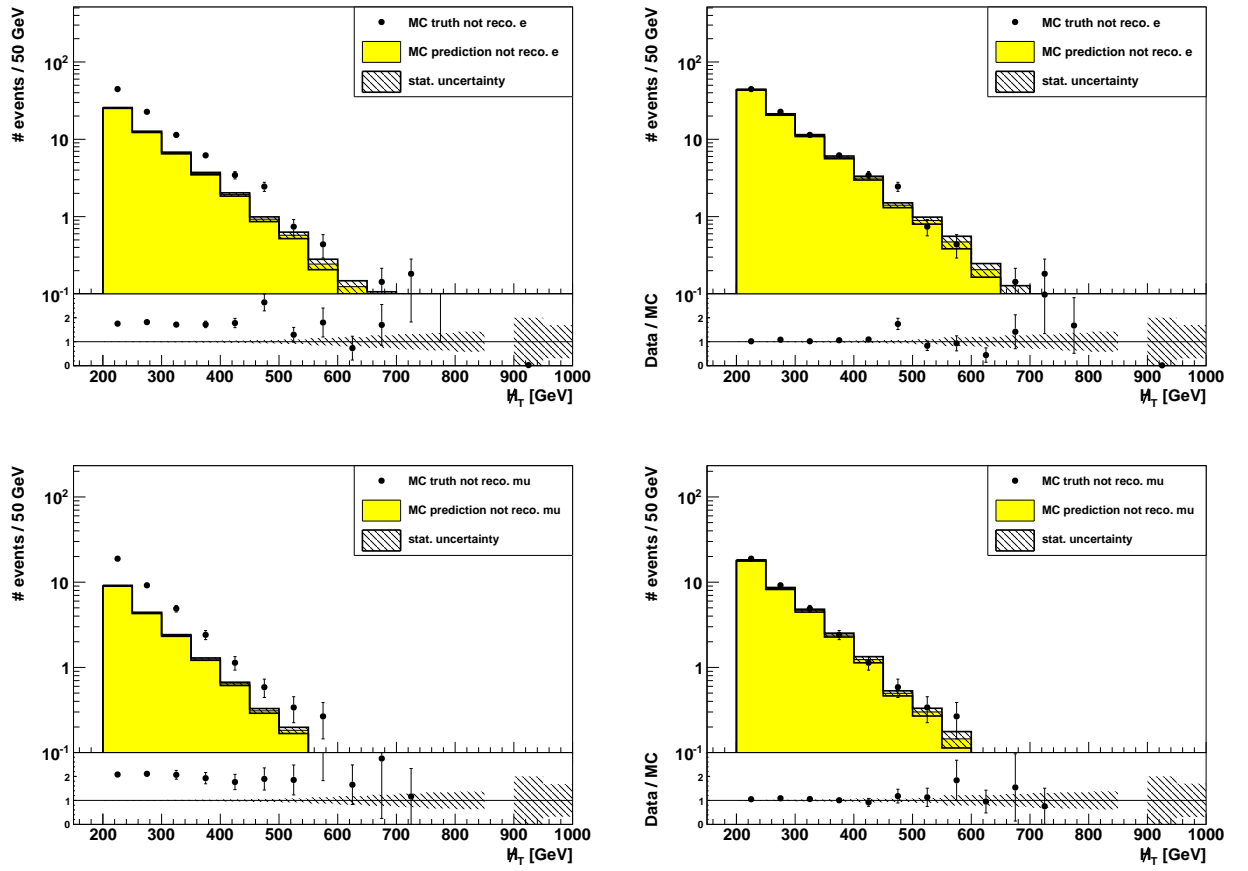 # events / 50 GeV
10²
10
1
10⁻¹
MC truth not reco. e
MC prediction not reco. e
stat. uncertainty
2
1
0
200 300 400 500 600 700 800 900 1000
H̸_T [GeV]
# events / 50 GeV
10²
10
1
10⁻¹
MC truth not reco. e
MC prediction not reco. e
stat. uncertainty
Data / MC
2
1
0
200 300 400 500 600 700 800 900 1000
H̸_T [GeV]
# events / 50 GeV
10²
10
1
10⁻¹
MC truth not reco. mu
MC prediction not reco. mu
stat. uncertainty
2
1
0
200 300 400 500 600 700 800 900 1000
H̸_T [GeV]
# events / 50 GeV
10²
10
1
10⁻¹
MC truth not reco. mu
MC prediction not reco. mu
stat. uncertainty
Data / MC
2
1
0
200 300 400 500 600 700 800 900 1000
H̸_T [GeV]